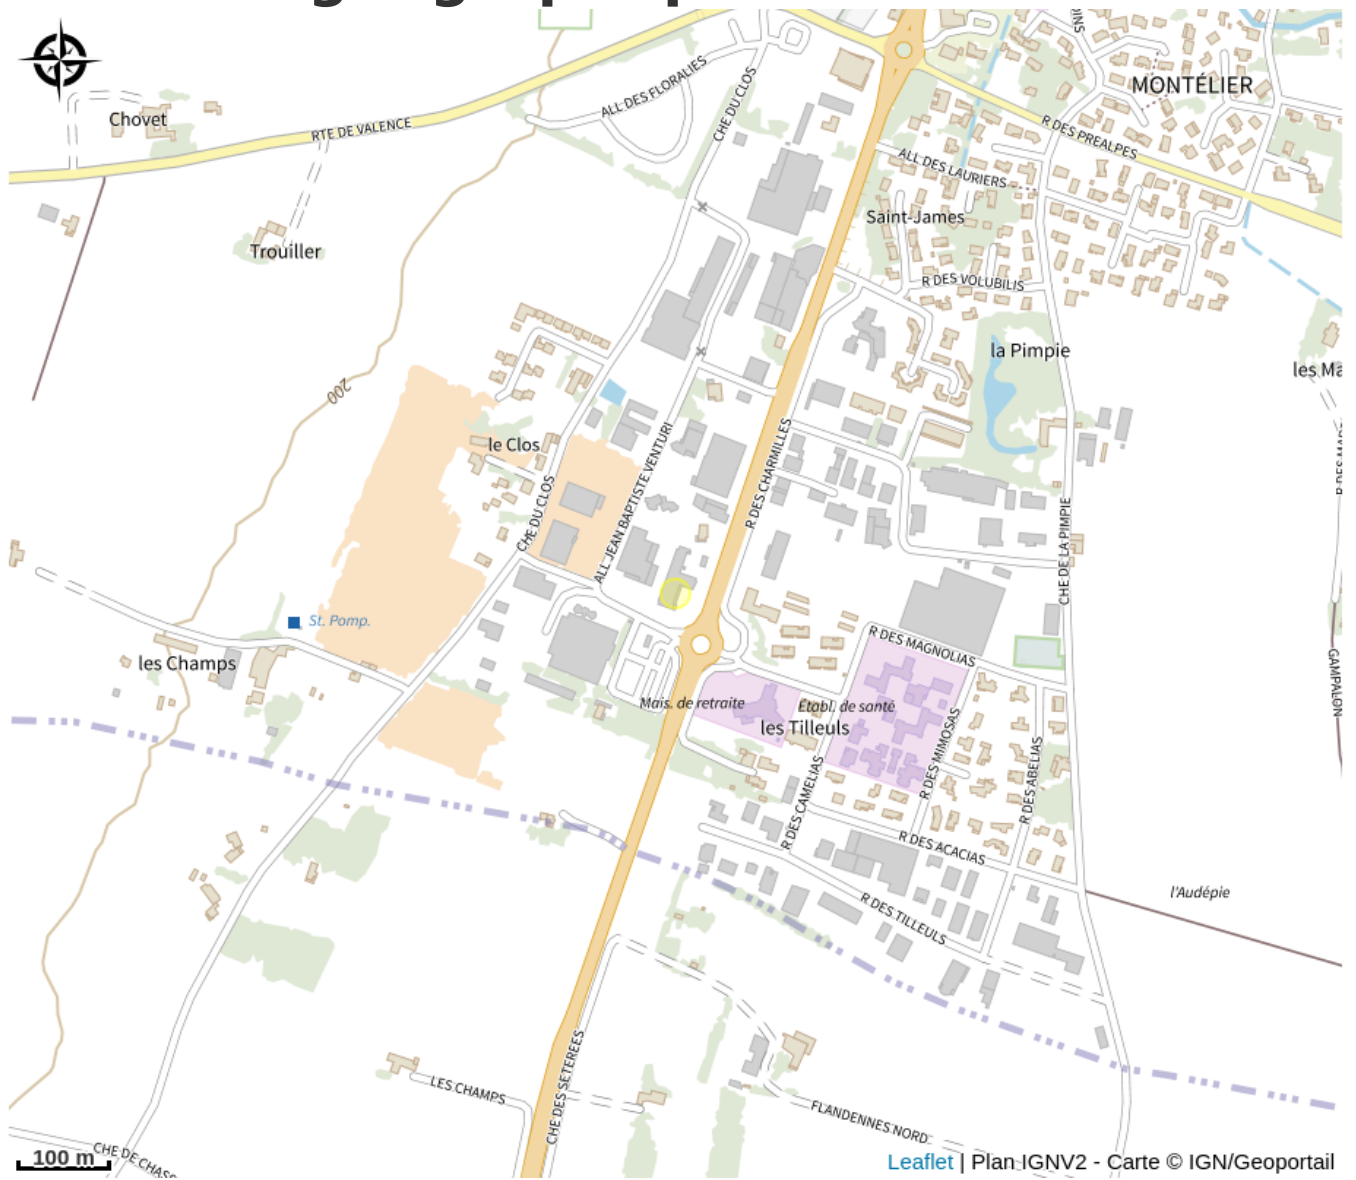 MONTÉLIER
Chovet
RTE DE VALENCE
ALL DES FLORALIES
CHE DU CLOS
R DES PREALPES
ALL DES LAURIERS
Saint-James
Trouiller
R DES VOLUBILIS
la Pimpie
les Ma
200
le Clos
CHE DU CLOS
ALL JEAN BAPTISTE VENTURI
R DES CHARMILLES
CHE DE LA PIMPIE
St. Pomp.
les Champs
R DES MAGNOLIAS
GAMPALON
Mais. de retraite
Etabl. de santé
les Tilleuls
R DES MIMOSAS
R DES ABELIAS
R DES CAMELIAS
R DES ACACIAS
l'Audépie
R DES TILLEULS
CHE DES SETEREES
LES CHAMPS
FLANDENNES NORD
CHE DE CHASS
100 m
Leaflet | Plan IGNV2 - Carte © IGN/Geoportail